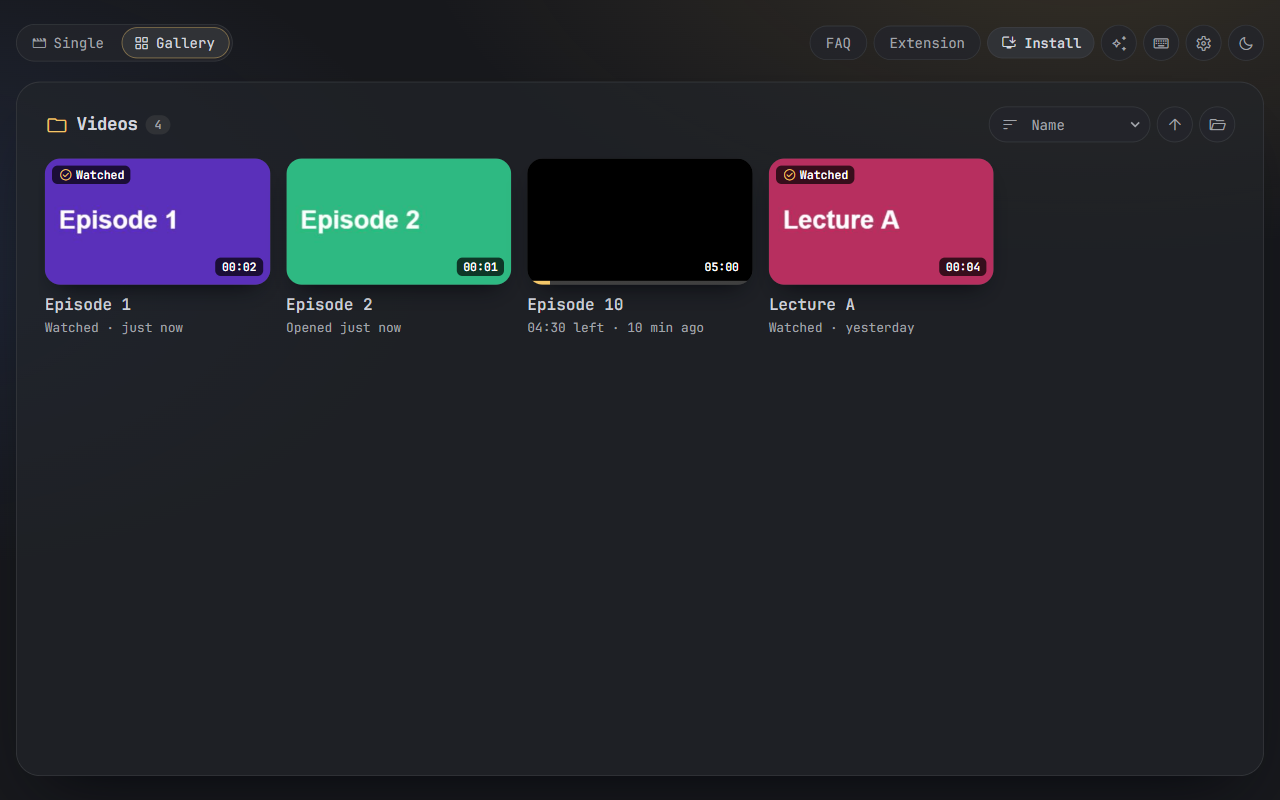 Single
Gallery
FAQ
Extension
Install
Videos 4
Name
Watched
Episode 1
00:02
Episode 1
Watched · just now
Episode 2
00:01
Episode 2
Opened just now
05:00
Episode 10
04:30 left · 10 min ago
Watched
Lecture A
00:04
Lecture A
Watched · yesterday